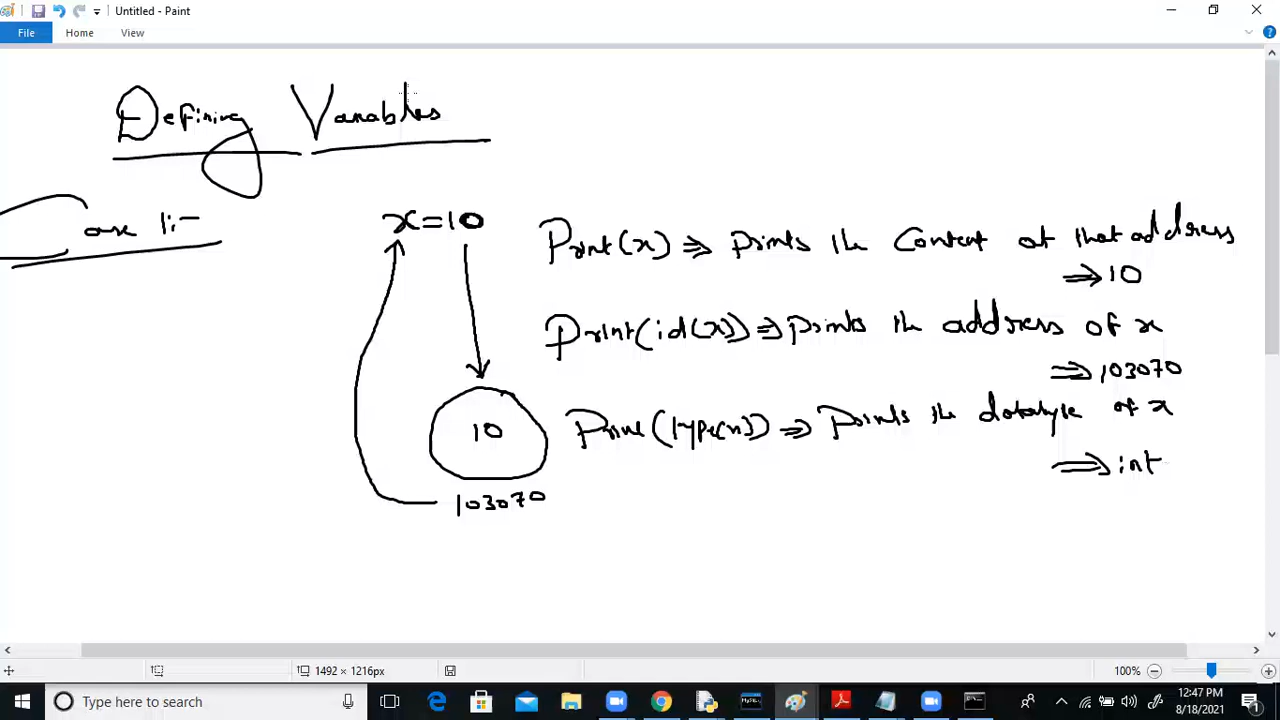 Untitled - Paint
File Home View
Defining Variables
x=10
Print(x) ⇒ Prints the Content at that address
⇒10
Print(id(x)) ⇒ Prints the address of x
⇒ 103070
Print(type(x)) ⇒ Prints the datatype of x
⇒ int
10
103070
1492 × 1216px
100%
Type here to search
12:47 PM
8/18/2021